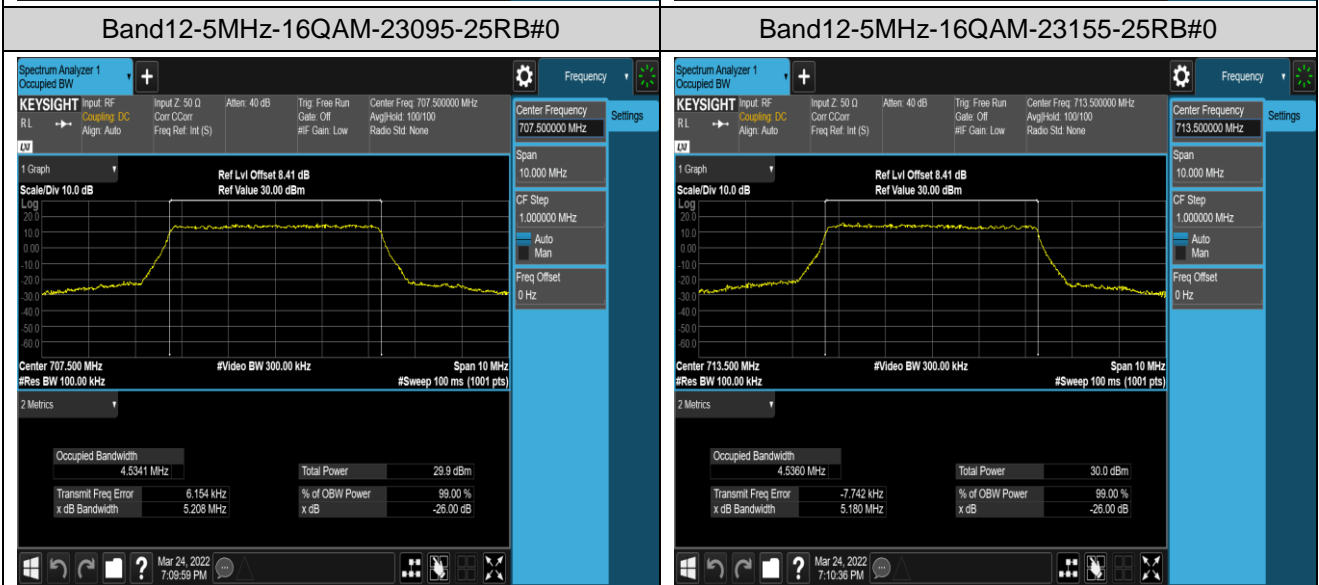 Band12-5MHz-16QAM-23095-25RB#0
Spectrum Analyzer 1
Occupied BW
+
Frequency
KEYSIGHT
RL
LXI
Input: RF
Coupling: DC
Align: Auto
Input Z: 50 Ω
Corr CCorr
Freq Ref: Int (S)
Atten: 40 dB
Trig: Free Run
Gate: Off
#IF Gain: Low
Center Freq: 707.500000 MHz
Avg|Hold: 100/100
Radio Std: None
Center Frequency
707.500000 MHz
Settings
Span
10.000 MHz
CF Step
1.000000 MHz
Auto
Man
Freq Offset
0 Hz
1 Graph
Ref Lvl Offset 8.41 dB
Scale/Div 10.0 dB
Ref Value 30.00 dBm
Log
20.0
10.0
0.00
-10.0
-20.0
-30.0
-40.0
-50.0
-60.0
Center 707.500 MHz
#Video BW 300.00 kHz
Span 10 MHz
#Res BW 100.00 kHz
#Sweep 100 ms (1001 pts)
2 Metrics
Occupied Bandwidth
4.5341 MHz
Total Power 29.9 dBm
Transmit Freq Error 6.154 kHz
% of OBW Power 99.00 %
x dB Bandwidth 5.208 MHz
x dB -26.00 dB
?
Mar 24, 2022
7:09:59 PM
Band12-5MHz-16QAM-23155-25RB#0
Spectrum Analyzer 1
Occupied BW
+
Frequency
KEYSIGHT
RL
LXI
Input: RF
Coupling: DC
Align: Auto
Input Z: 50 Ω
Corr CCorr
Freq Ref: Int (S)
Atten: 40 dB
Trig: Free Run
Gate: Off
#IF Gain: Low
Center Freq: 713.500000 MHz
Avg|Hold: 100/100
Radio Std: None
Center Frequency
713.500000 MHz
Settings
Span
10.000 MHz
CF Step
1.000000 MHz
Auto
Man
Freq Offset
0 Hz
1 Graph
Ref Lvl Offset 8.41 dB
Scale/Div 10.0 dB
Ref Value 30.00 dBm
Log
20.0
10.0
0.00
-10.0
-20.0
-30.0
-40.0
-50.0
-60.0
Center 713.500 MHz
#Video BW 300.00 kHz
Span 10 MHz
#Res BW 100.00 kHz
#Sweep 100 ms (1001 pts)
2 Metrics
Occupied Bandwidth
4.5360 MHz
Total Power 30.0 dBm
Transmit Freq Error -7.742 kHz
% of OBW Power 99.00 %
x dB Bandwidth 5.180 MHz
x dB -26.00 dB
?
Mar 24, 2022
7:10:36 PM